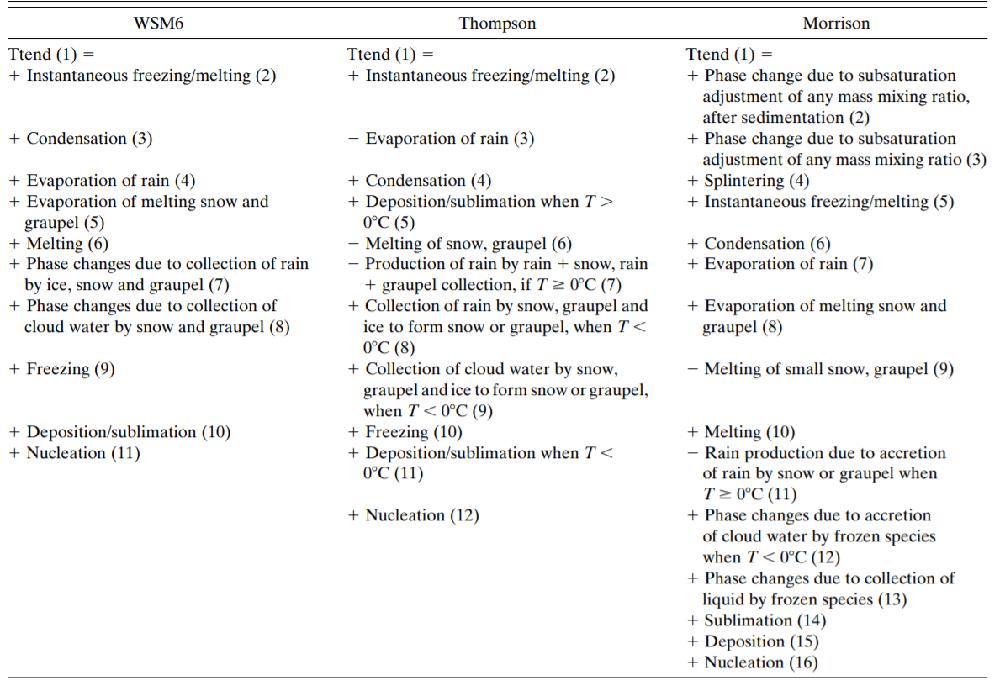 WSM6 Thompson Morrison
Ttend (1) = Ttend (1) = Ttend (1) =
+ Instantaneous freezing/melting (2) + Instantaneous freezing/melting (2) + Phase change due to subsaturation
adjustment of any mass mixing ratio,
after sedimentation (2)
+ Condensation (3) − Evaporation of rain (3) + Phase change due to subsaturation
adjustment of any mass mixing ratio (3)
+ Evaporation of rain (4) + Condensation (4) + Splintering (4)
+ Evaporation of melting snow and + Deposition/sublimation when T > + Instantaneous freezing/melting (5)
graupel (5) 0°C (5)
+ Melting (6) − Melting of snow, graupel (6) + Condensation (6)
+ Phase changes due to collection of rain − Production of rain by rain + snow, rain + Evaporation of rain (7)
by ice, snow and graupel (7) + graupel collection, if T ≥ 0°C (7)
+ Phase changes due to collection of + Collection of rain by snow, graupel and + Evaporation of melting snow and
cloud water by snow and graupel (8) ice to form snow or graupel, when T < graupel (8)
0°C (8)
+ Freezing (9) + Collection of cloud water by snow, − Melting of small snow, graupel (9)
graupel and ice to form snow or graupel,
when T < 0°C (9)
+ Deposition/sublimation (10) + Freezing (10) + Melting (10)
+ Nucleation (11) + Deposition/sublimation when T < − Rain production due to accretion
0°C (11) of rain by snow or graupel when
T ≥ 0°C (11)
+ Nucleation (12) + Phase changes due to accretion
of cloud water by frozen species
when T < 0°C (12)
+ Phase changes due to collection of
liquid by frozen species (13)
+ Sublimation (14)
+ Deposition (15)
+ Nucleation (16)